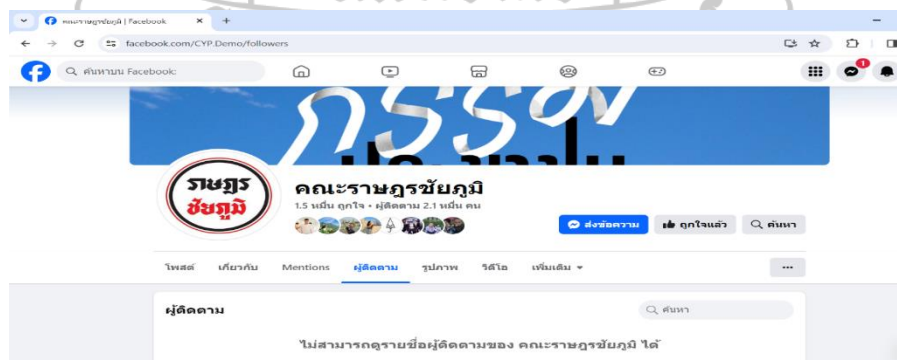 คณะราษฎรชัยภูมิ | Facebook
facebook.com/CYP.Demo/followers
ค้นหาบน Facebook
1
ราษฎร
ชัยภูมิ
คณะราษฎรชัยภูมิ
1.5 หมื่น ถูกใจ • ผู้ติดตาม 2.1 หมื่น คน
ส่งข้อความ ถูกใจแล้ว ค้นหา
โพสต์ เกี่ยวกับ Mentions ผู้ติดตาม รูปภาพ วิดีโอ เพิ่มเติม
ผู้ติดตาม ค้นหา
ไม่สามารถดูรายชื่อผู้ติดตามของ คณะราษฎรชัยภูมิ ได้